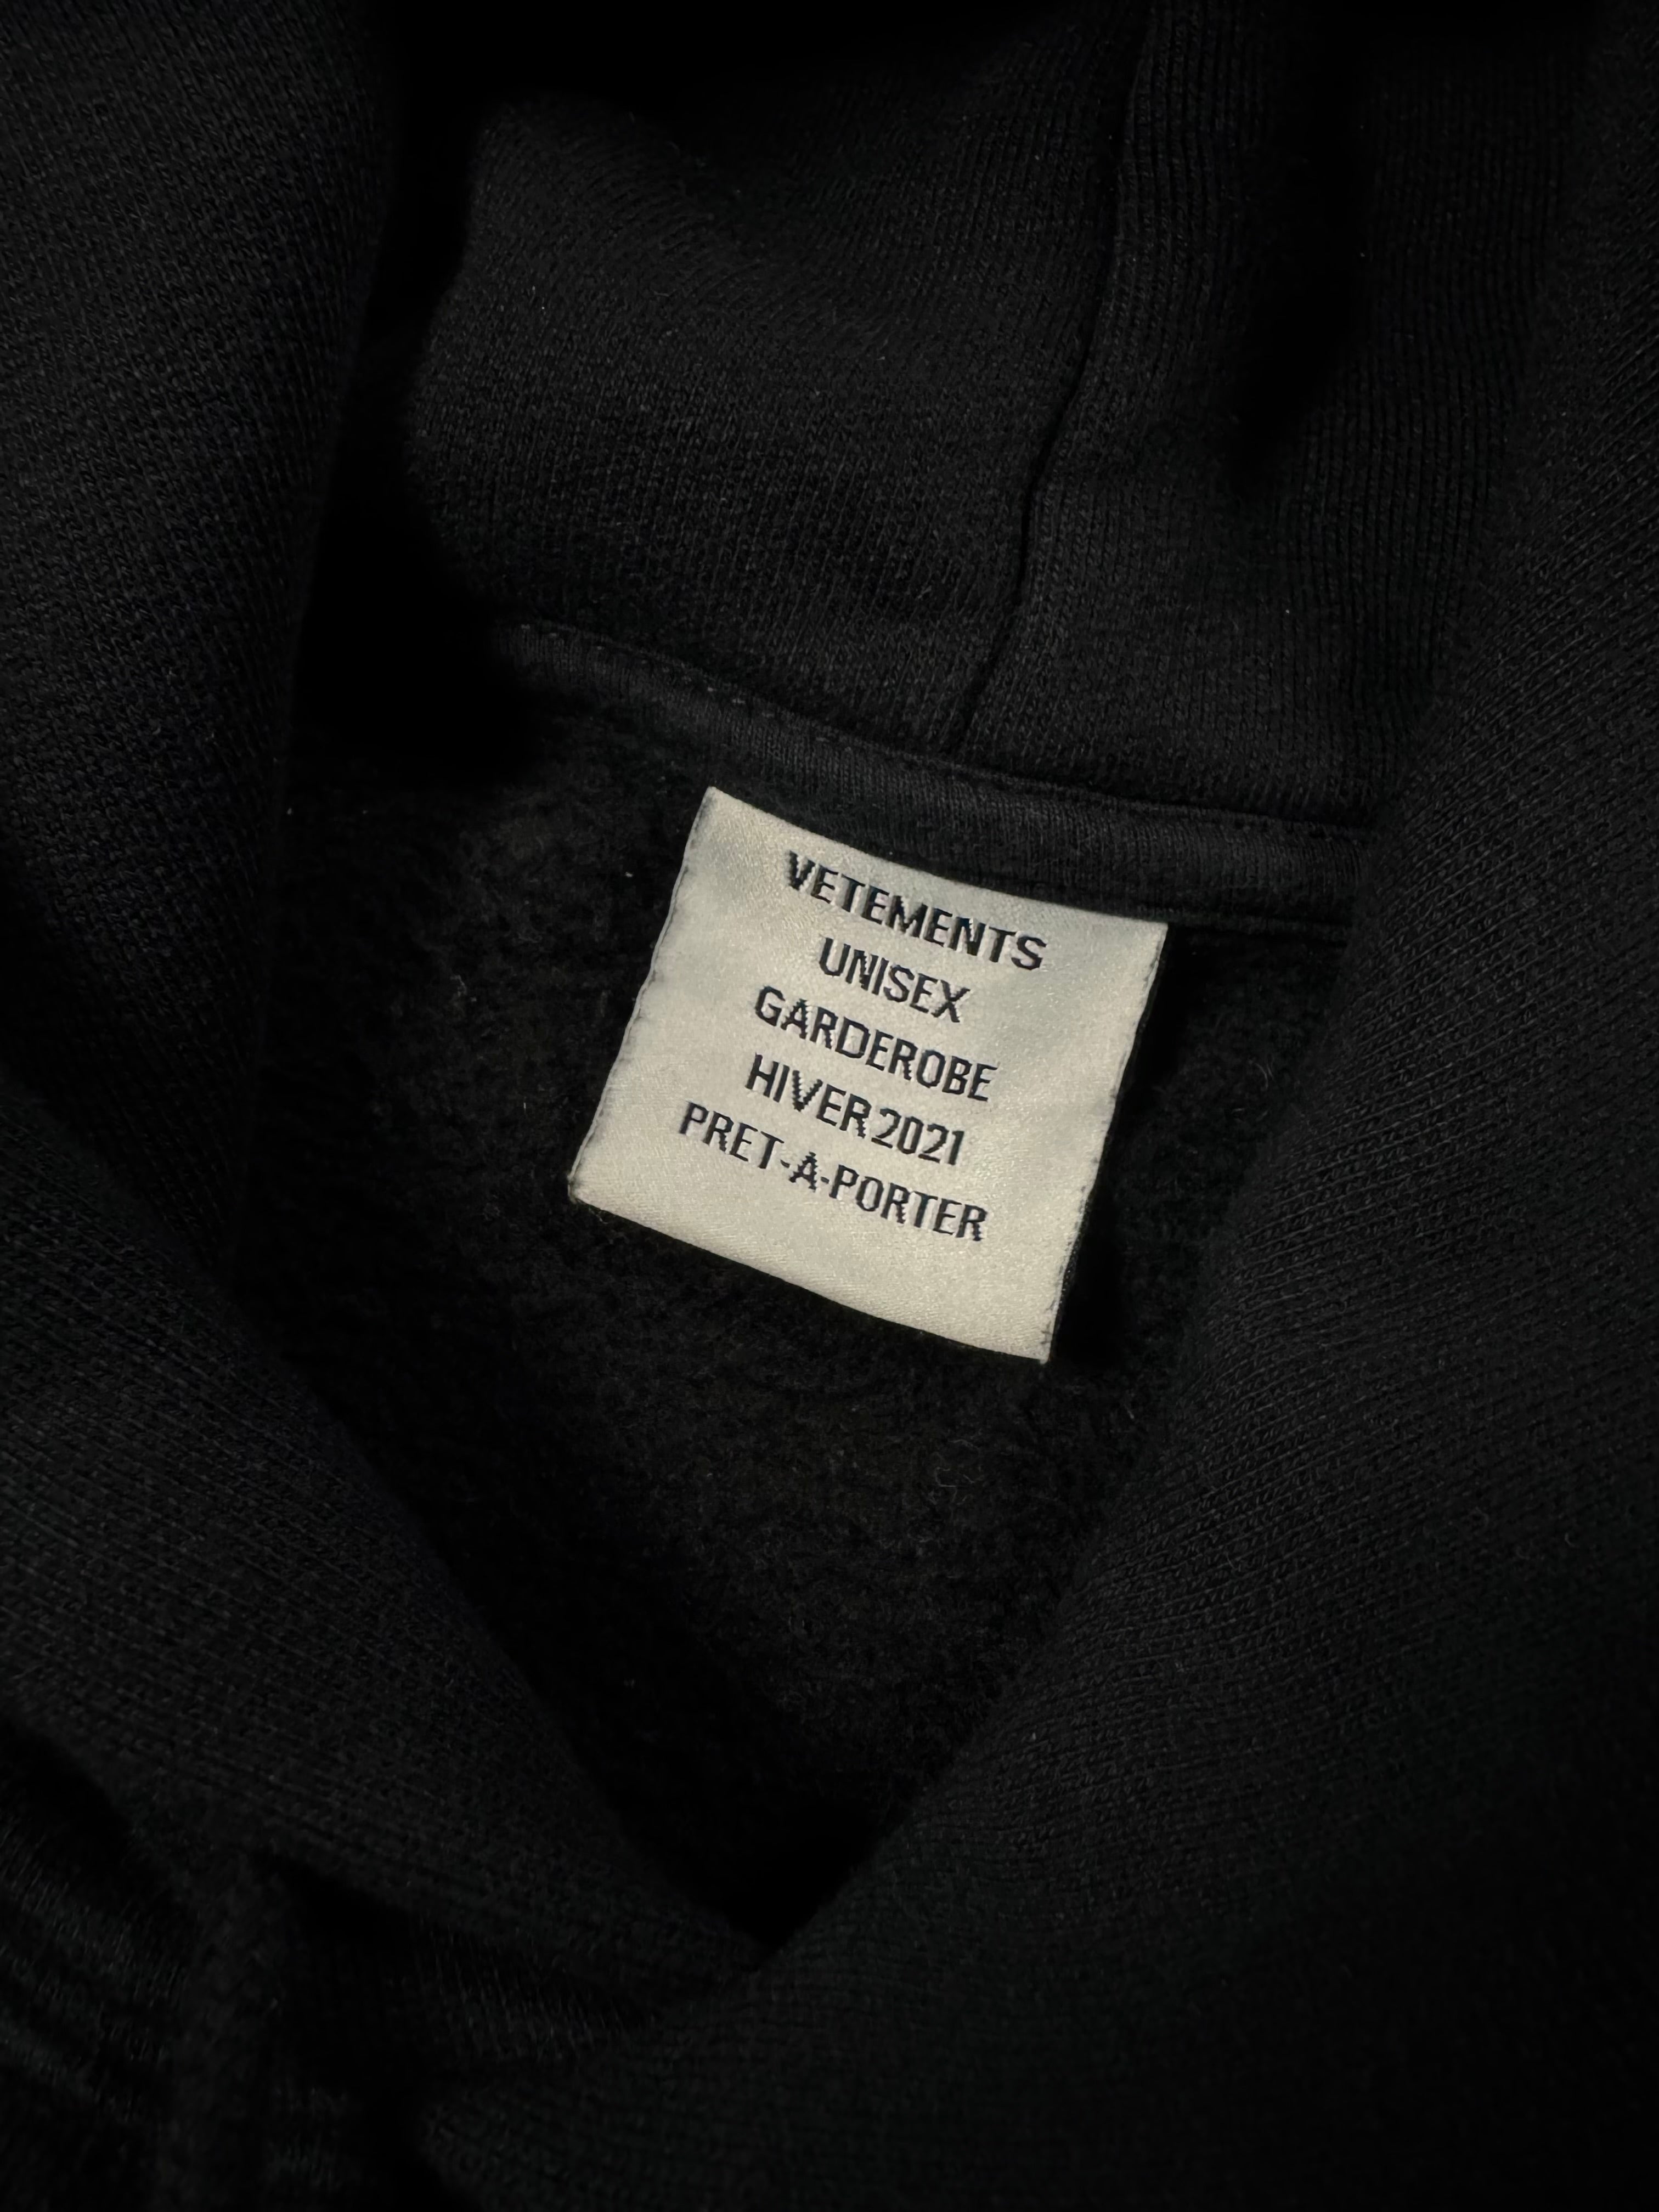 VETEMENTS
UNISEX
GARDEROBE
HIVER 2021
PRET-A-PORTER